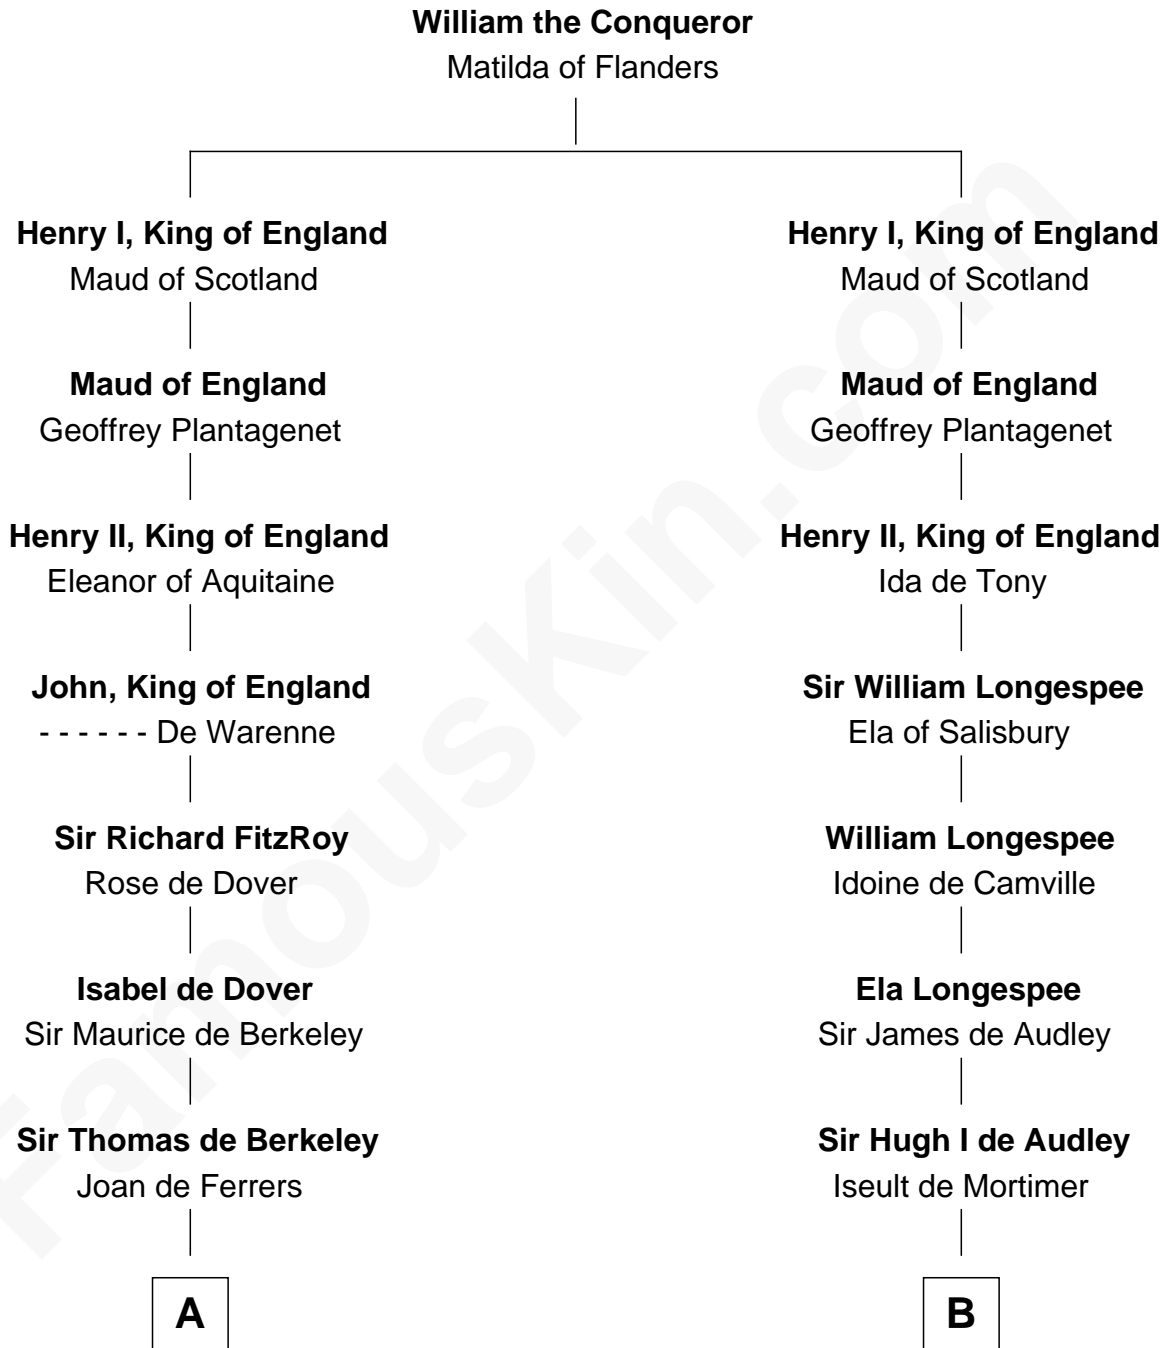 William the Conqueror
Matilda of Flanders
Henry I, King of England
Maud of Scotland
Maud of England
Geoffrey Plantagenet
Henry II, King of England
Eleanor of Aquitaine
John, King of England
- - - - - - De Warenne
Sir Richard FitzRoy
Rose de Dover
Isabel de Dover
Sir Maurice de Berkeley
Sir Thomas de Berkeley
Joan de Ferrers
A
Henry I, King of England
Maud of Scotland
Maud of England
Geoffrey Plantagenet
Henry II, King of England
Ida de Tony
Sir William Longespee
Ela of Salisbury
William Longespee
Idoine de Camville
Ela Longespee
Sir James de Audley
Sir Hugh I de Audley
Iseult de Mortimer
B
FamousKin.com